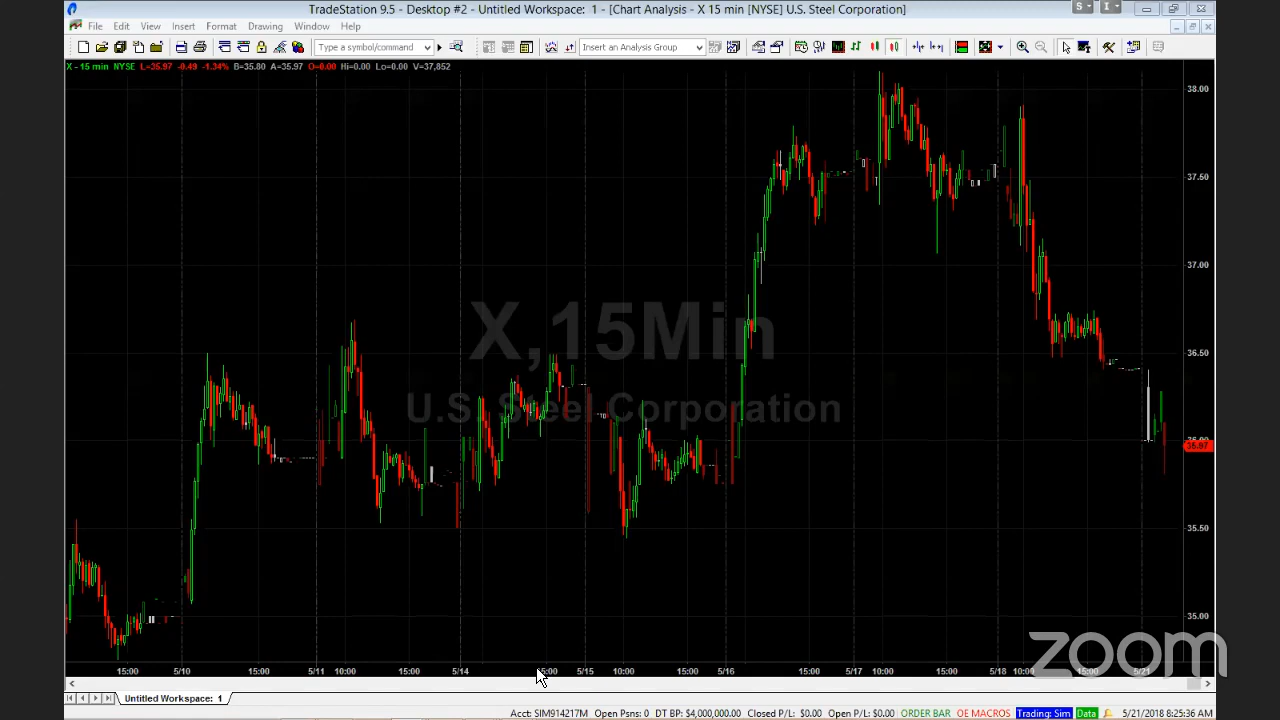 TradeStation 9.5 - Desktop #2 - Untitled Workspace: 1 - [Chart Analysis - X 15 min [NYSE] U.S. Steel Corporation]
S I
File Edit View Insert Format Drawing Window Help
Type a symbol/command Insert an Analysis Group
X - 15 min NYSE L=35.97 -0.49 -1.34% B=35.80 A=35.97 O=0.00 Hi=0.00 Lo=0.00 V=37,852
38.00
37.50
37.00
X,15Min
36.50
U.S. Steel Corporation
35.97
35.50
35.00
zoom
15:00 5/10 15:00 5/11 10:00 15:00 5/14 5/15 10:00 15:00 5/16 15:00 5/17 10:00 15:00 5/18 10:00 15:00 5/21
Untitled Workspace: 1
Acct: SIM914217M Open Psns: 0 DT BP: $4,000,000.00 Closed P/L: $0.00 Open P/L: $0.00 ORDER BAR OE MACROS Trading: Sim Data 5/21/2018 8:25:36 AM